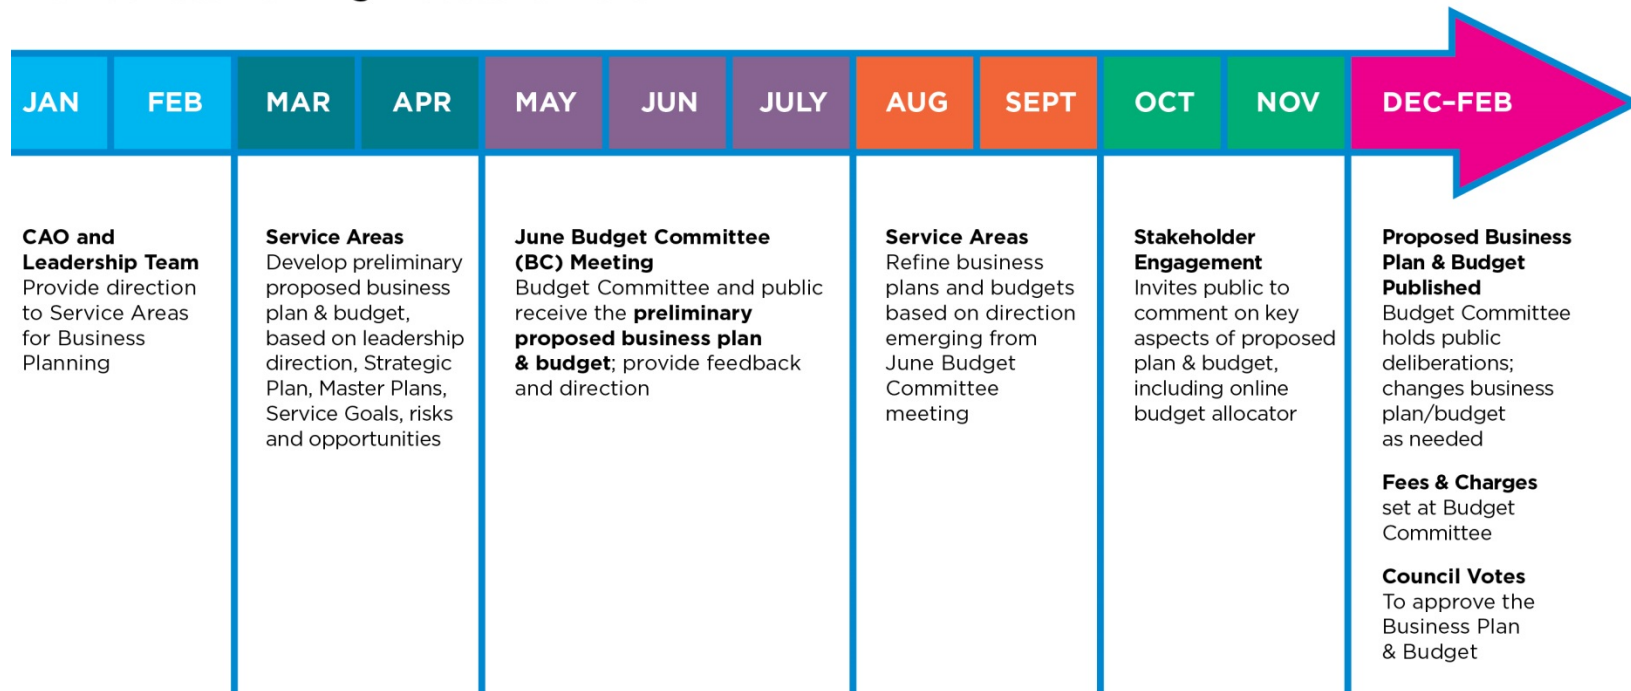 JAN FEB MAR APR MAY JUN JULY AUG SEPT OCT NOV DEC–FEB
CAO and
Leadership Team
Provide direction
to Service Areas
for Business
Planning
Service Areas
Develop preliminary
proposed business
plan & budget,
based on leadership
direction, Strategic
Plan, Master Plans,
Service Goals, risks
and opportunities
June Budget Committee
(BC) Meeting
Budget Committee and public
receive the preliminary
proposed business plan
& budget; provide feedback
and direction
Service Areas
Refine business
plans and budgets
based on direction
emerging from
June Budget
Committee
meeting
Stakeholder
Engagement
Invites public to
comment on key
aspects of proposed
plan & budget,
including online
budget allocator
Proposed Business
Plan & Budget
Published
Budget Committee
holds public
deliberations;
changes business
plan/budget
as needed
Fees & Charges
set at Budget
Committee
Council Votes
To approve the
Business Plan
& Budget